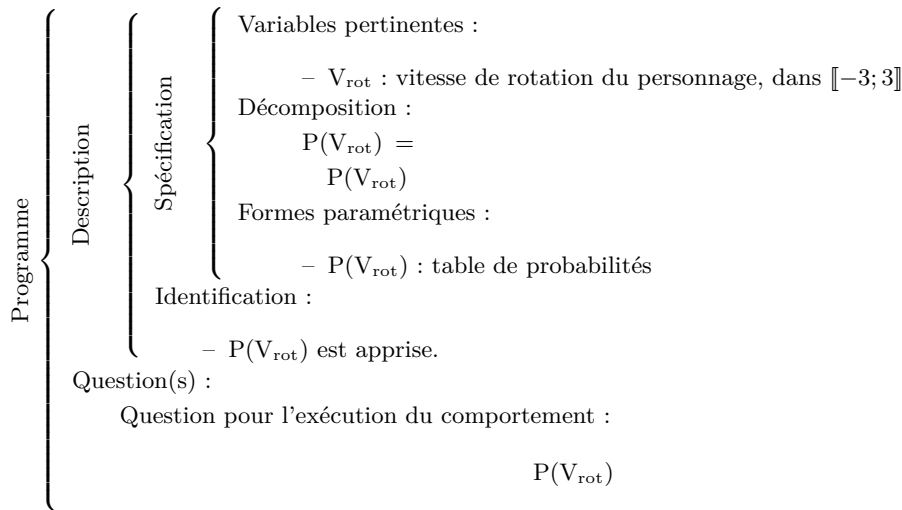 Programme
Description
Spécification
Variables pertinentes :
– V_rot : vitesse de rotation du personnage, dans ⟦−3; 3⟧
Décomposition :
P(V_rot) =
P(V_rot)
Formes paramétriques :
– P(V_rot) : table de probabilités
Identification :
– P(V_rot) est apprise.
Question(s) :
Question pour l'exécution du comportement :
P(V_rot)